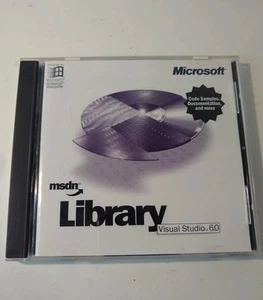 Microsoft
Code Samples,
Documentation,
and more
msdn
Library
Visual Studio 6.0